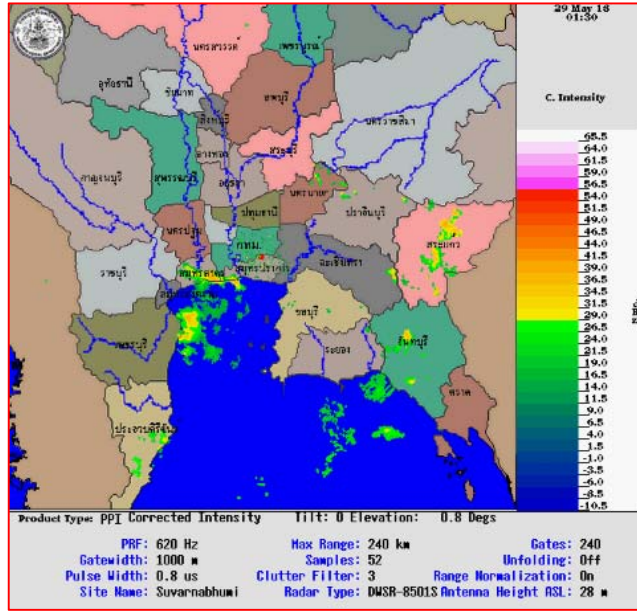 29 May 18
01:30
C. Intensity
นครสวรรค์
เพชรบูรณ์
อุทัยธานี
ชัยนาท
ลพบุรี
สิงห์บุรี
นครราชสีมา
อ่างทอง
สระบุรี
กาญจนบุรี
สุพรรณบุรี
อยุธยา
นครนายก
ปราจีนบุรี
ปทุมธานี
นครปฐม
กทม.
สระแก้ว
ฉะเชิงเทรา
ราชบุรี
สมุทรสาคร
สมุทรปราการ
ชลบุรี
เพชรบุรี
ระยอง
จันทบุรี
ตราด
ประจวบคีรีขันธ์
65.5
64.0
61.5
59.0
56.5
54.0
51.5
49.0
46.5
44.0
41.5
39.0
36.5
34.0
31.5
29.0
26.5
24.0
21.5
19.0
16.5
14.0
11.5
9.0
6.5
4.0
1.5
-1.0
-3.5
-6.0
-8.5
-10.5
Product Type: PPI Corrected Intensity Tilt: 0 Elevation: 0.8 Degs
PRF: 620 Hz Max Range: 240 km Gates: 240
Gatewidth: 1000 m Samples: 52 Unfolding: Off
Pulse Width: 0.8 us Clutter Filter: 3 Range Normalization: On
Site Name: Suvarnabhumi Radar Type: DWSR-8501S Antenna Height ASL: 28 m